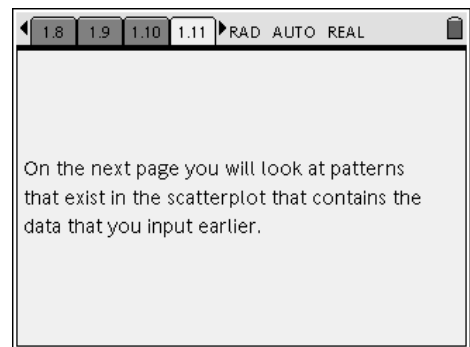 1.8 1.9 1.10 1.11 RAD AUTO REAL
On the next page you will look at patterns
that exist in the scatterplot that contains the
data that you input earlier.